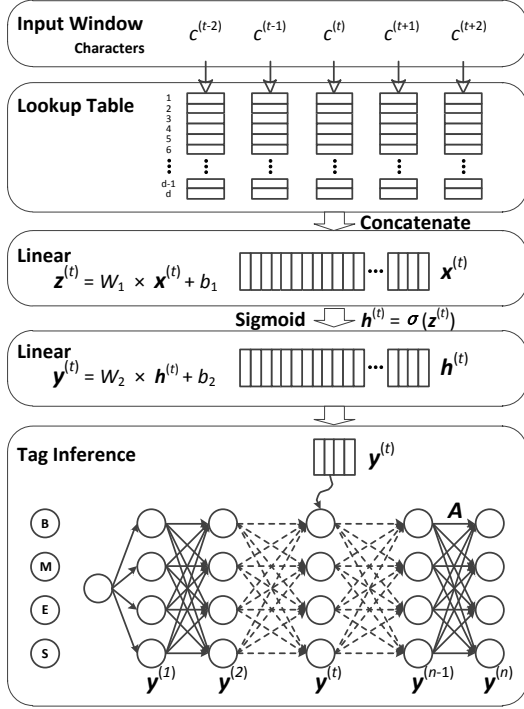 Input Window
Characters
c(t-2) c(t-1) c(t) c(t+1) c(t+2)
Lookup Table
1
2
3
4
5
6
d-1
d
Concatenate
Linear
z(t) = W1 × x(t) + b1
x(t)
Sigmoid h(t) = σ(z(t))
Linear
y(t) = W2 × h(t) + b2
h(t)
Tag Inference
y(t)
A
B
M
E
S
y(1) y(2) y(t) y(n-1) y(n)